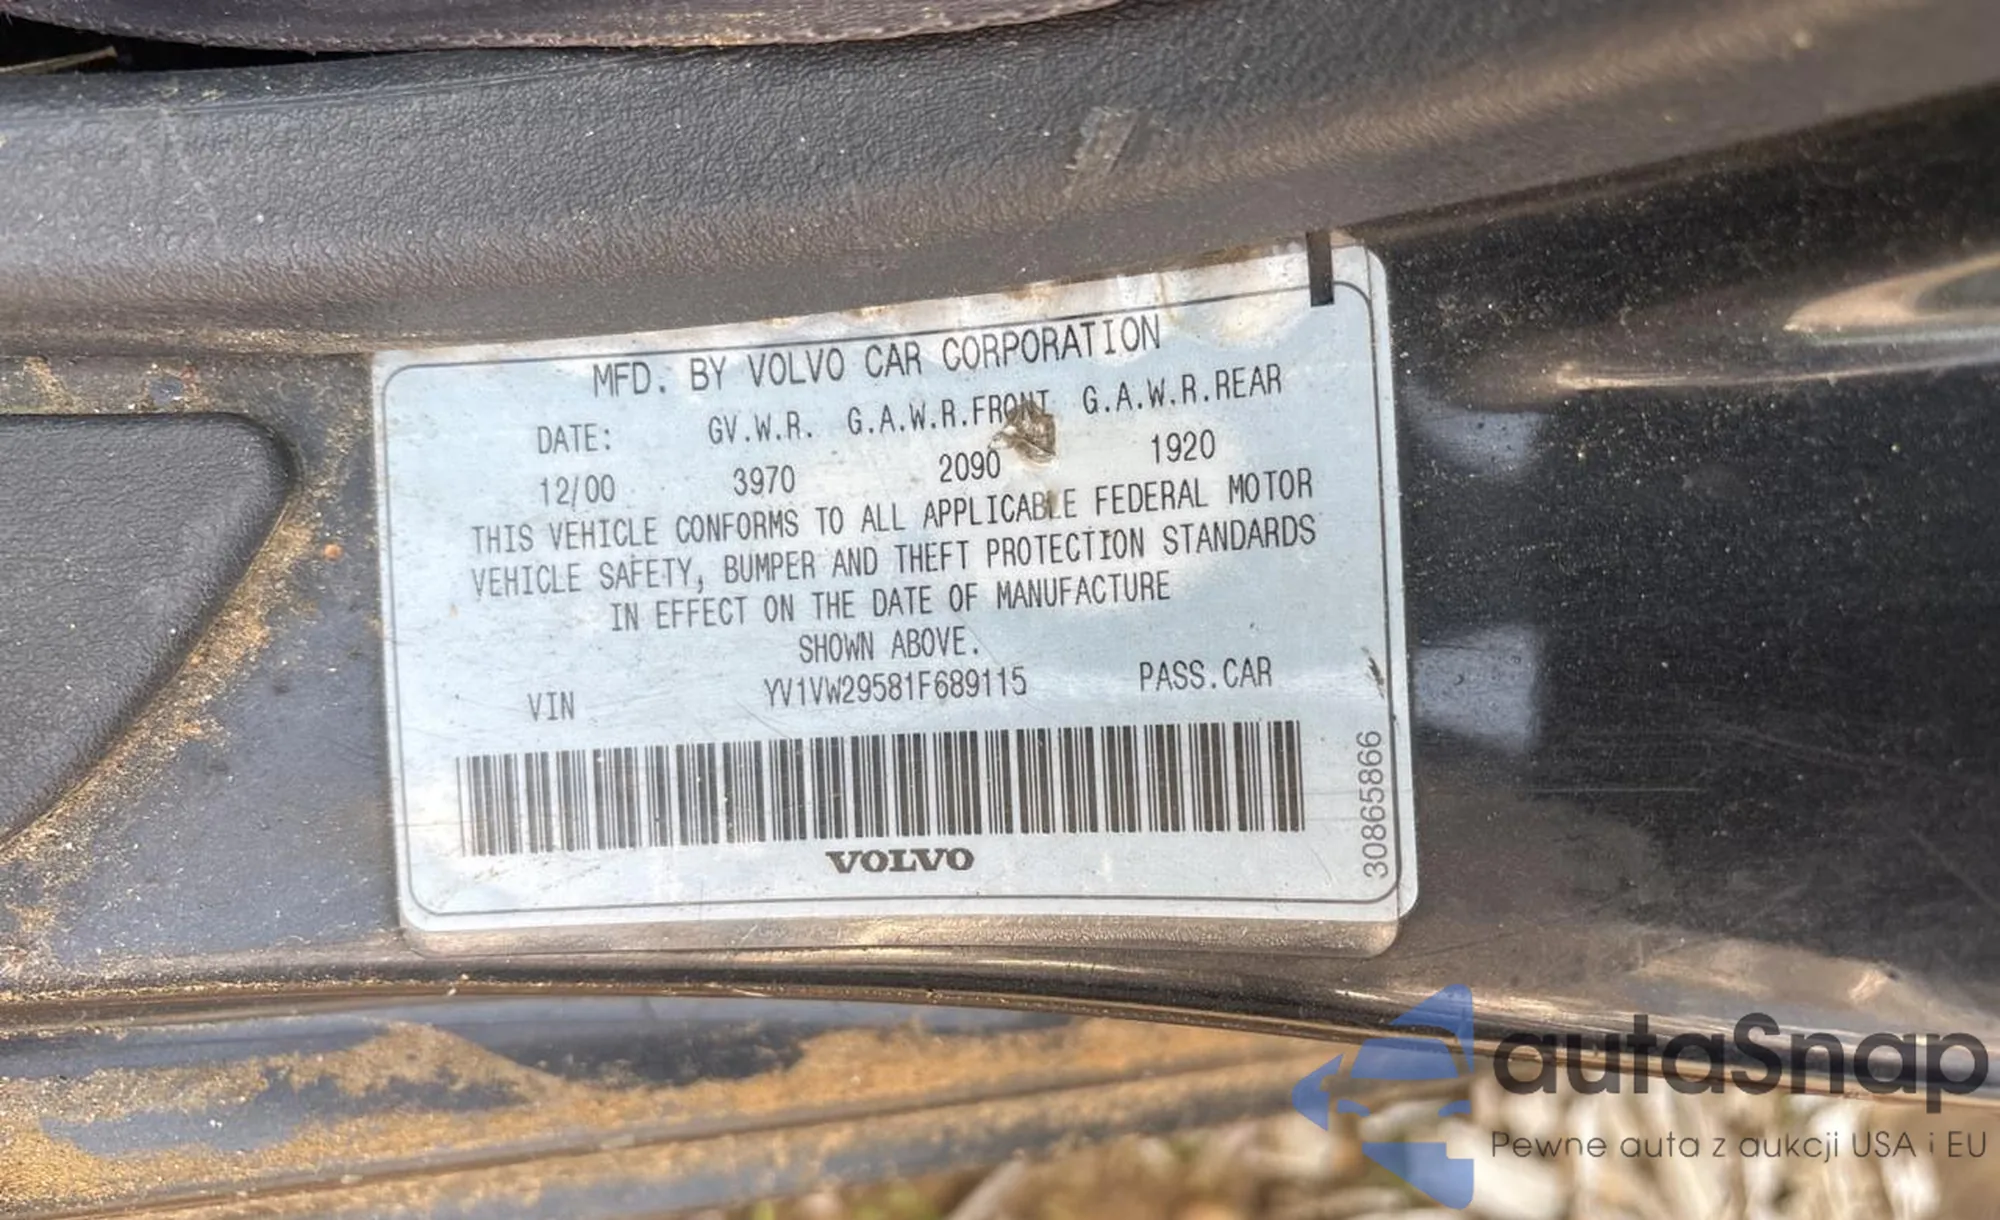 MFD. BY VOLVO CAR CORPORATION
DATE: GV.W.R. G.A.W.R.FRONT G.A.W.R.REAR
12/00 3970 2090 1920
THIS VEHICLE CONFORMS TO ALL APPLICABLE FEDERAL MOTOR
VEHICLE SAFETY, BUMPER AND THEFT PROTECTION STANDARDS
IN EFFECT ON THE DATE OF MANUFACTURE
SHOWN ABOVE.
VIN YV1VW29581F689115 PASS.CAR
VOLVO
30865866
autaSnap
Pewne auta z aukcji USA i EU